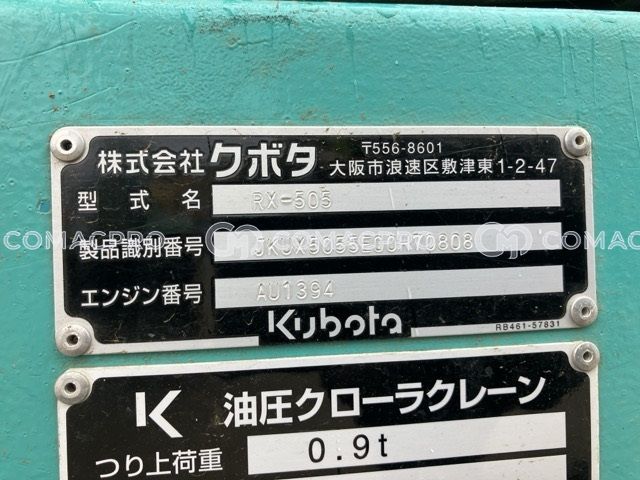 株式会社クボタ
〒556-8601
大阪市浪速区敷津東1-2-47
型式名 RX-505
製品識別番号 JKUX5055E00H70808
エンジン番号 AU1394
Kubota
RB461-57831
K 油圧クローラクレーン
つり上荷重 0.9t
COMACPRO